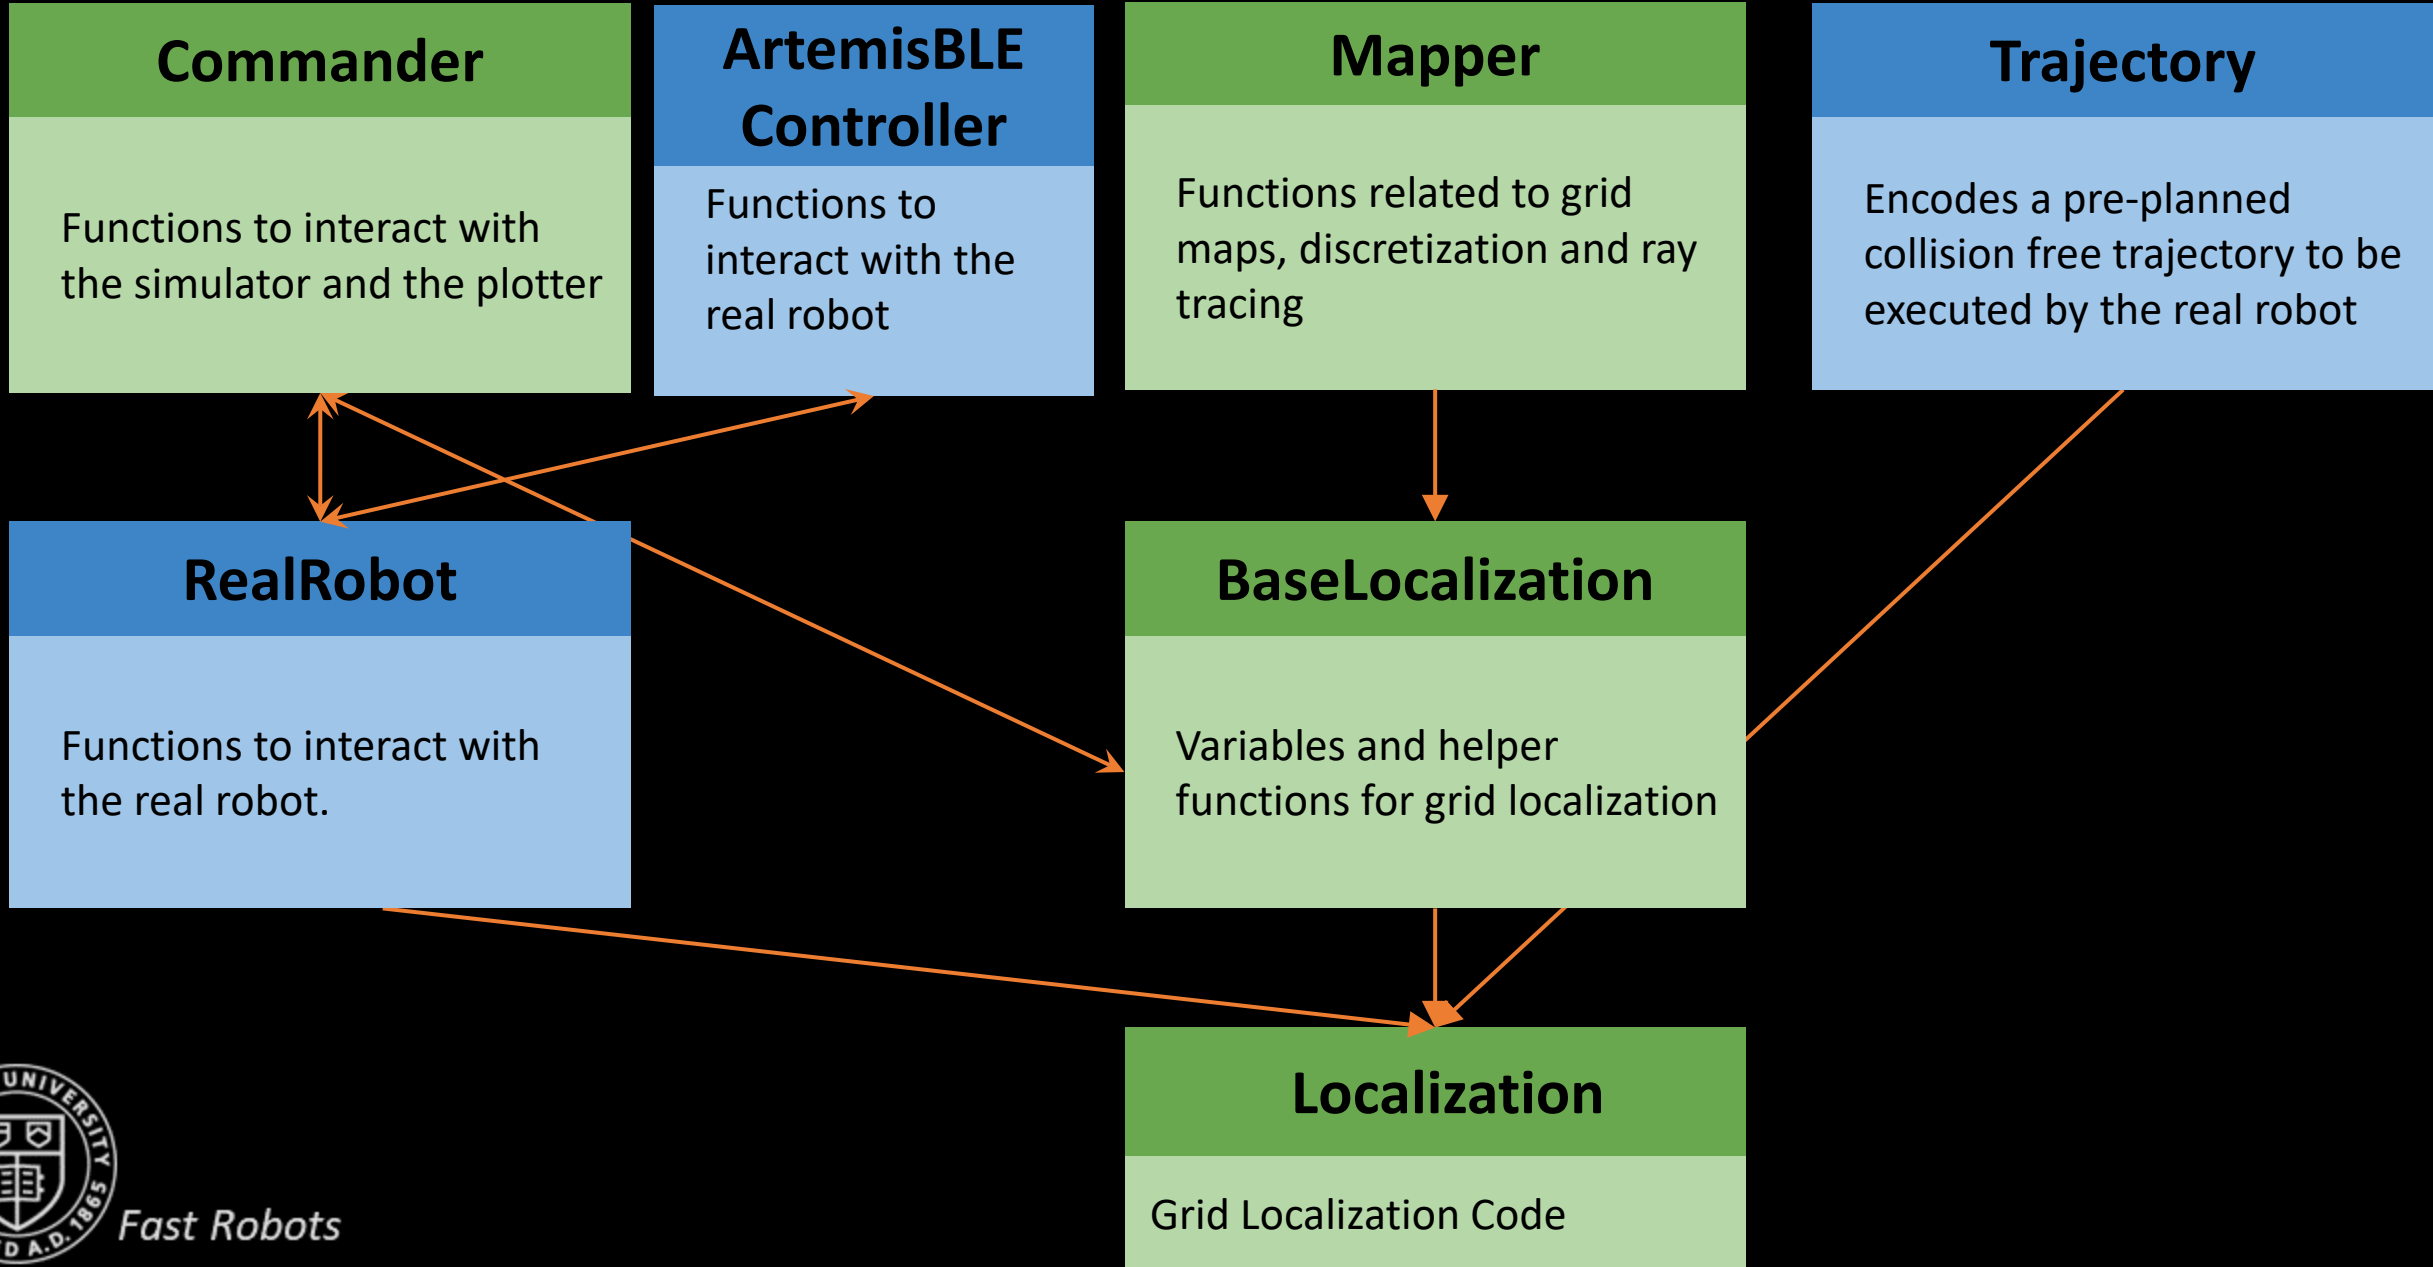 Commander
Functions to interact with
the simulator and the plotter
ArtemisBLE
Controller
Functions to
interact with the
real robot
Mapper
Functions related to grid
maps, discretization and ray
tracing
Trajectory
Encodes a pre-planned
collision free trajectory to be
executed by the real robot
RealRobot
Functions to interact with
the real robot.
BaseLocalization
Variables and helper
functions for grid localization
Localization
Grid Localization Code
UNIVERSITY
A.D. 1865
Fast Robots